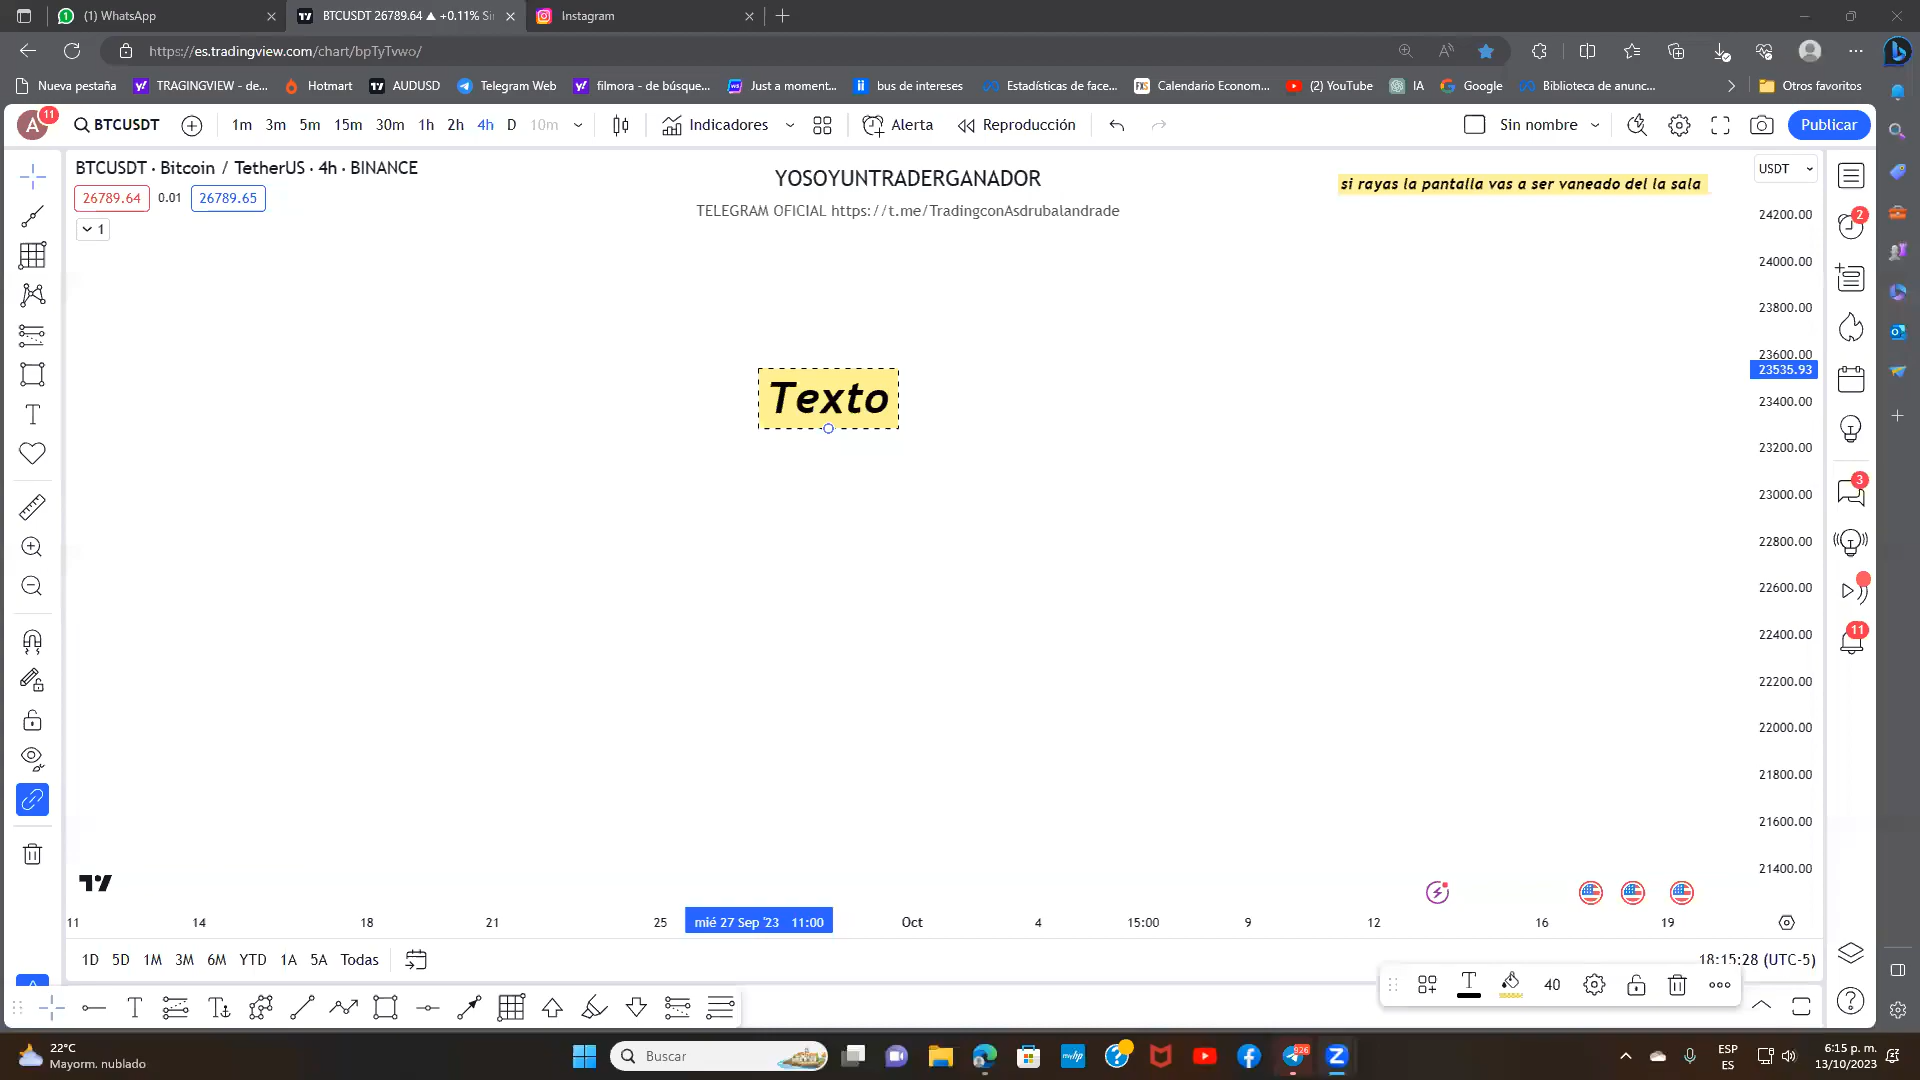 (1) WhatsApp
BTCUSDT 26789.64 ▲ +0.11% Si
Instagram
https://es.tradingview.com/chart/bpTyTvwo/
Nueva pestaña
TRAGINGVIEW - de...
Hotmart
AUDUSD
Telegram Web
filmora - de búsque...
Just a moment...
bus de intereses
Estadísticas de face...
Calendario Econom...
(2) YouTube
IA
Google
Biblioteca de anunc...
Otros favoritos
A 11
BTCUSDT
1m 3m 5m 15m 30m 1h 2h 4h D 10m
Indicadores
Alerta
Reproducción
Sin nombre
Publicar
BTCUSDT · Bitcoin / TetherUS · 4h · BINANCE
26789.64 0.01 26789.65
1
YOSOYUNTRADERGANADOR
TELEGRAM OFICIAL https://t.me/TradingconAsdrubalandrade
si rayas la pantalla vas a ser vaneado del la sala
USDT
24200.00
24000.00
23800.00
23600.00
23535.93
23400.00
23200.00
23000.00
22800.00
22600.00
22400.00
22200.00
22000.00
21800.00
21600.00
21400.00
Texto
2
3
11
11 14 18 21 25 mié 27 Sep '23 11:00 Oct 4 15:00 9 12 16 19
1D 5D 1M 3M 6M YTD 1A 5A Todas
18:15:28 (UTC-5)
40
22°C
Mayorm. nublado
Buscar
myhp
926
ESP
ES
6:15 p. m.
13/10/2023